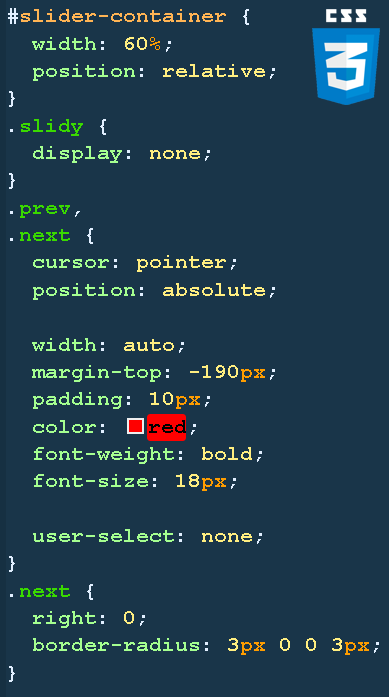 #slider-container {
CSS
3
  width: 60%;
  position: relative;
}
.slidy {
  display: none;
}
.prev,
.next {
  cursor: pointer;
  position: absolute;

  width: auto;
  margin-top: -190px;
  padding: 10px;
  color: red;
  font-weight: bold;
  font-size: 18px;

  user-select: none;
}
.next {
  right: 0;
  border-radius: 3px 0 0 3px;
}